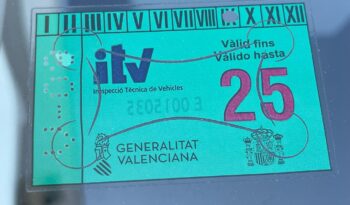 I II III IV V VI VII VIII IX X XI XII
itv
Inspecció Tècnica de Vehicles
Vàlid fins
Válido hasta
25
GENERALITAT
VALENCIANA